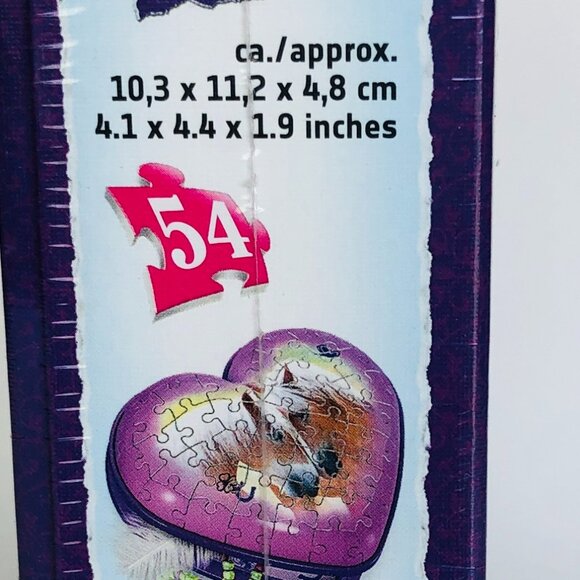 ca./approx.
10,3 x 11,2 x 4,8 cm
4.1 x 4.4 x 1.9 inches
54